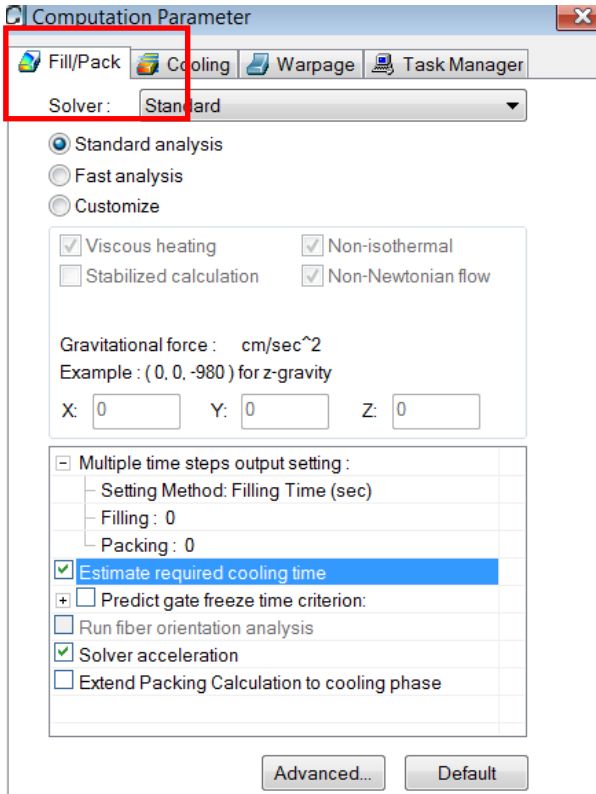 Computation Parameter
Fill/Pack Cooling Warpage Task Manager
Solver : Standard
Standard analysis
Fast analysis
Customize
Viscous heating Non-isothermal
Stabilized calculation Non-Newtonian flow
Gravitational force : cm/sec^2
Example : ( 0, 0, -980 ) for z-gravity
X: 0 Y: 0 Z: 0
Multiple time steps output setting :
Setting Method: Filling Time (sec)
Filling : 0
Packing : 0
Estimate required cooling time
Predict gate freeze time criterion:
Run fiber orientation analysis
Solver acceleration
Extend Packing Calculation to cooling phase
Advanced... Default